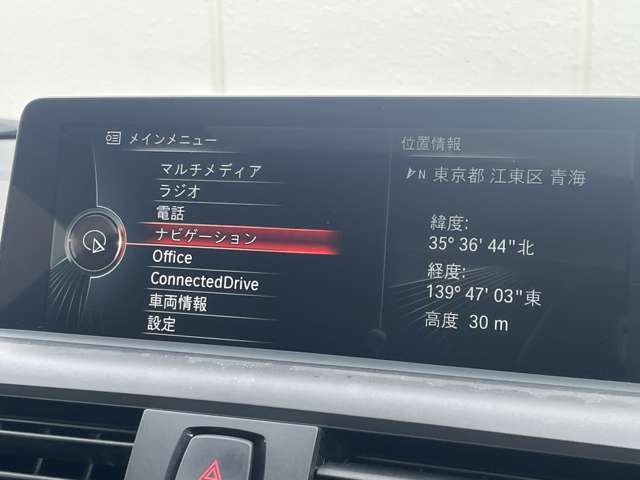 メインメニュー
マルチメディア
ラジオ
電話
ナビゲーション
Office
ConnectedDrive
車両情報
設定
位置情報
N 東京都 江東区 青海
緯度:
35° 36' 44"北
経度:
139° 47' 03"東
高度 30 m